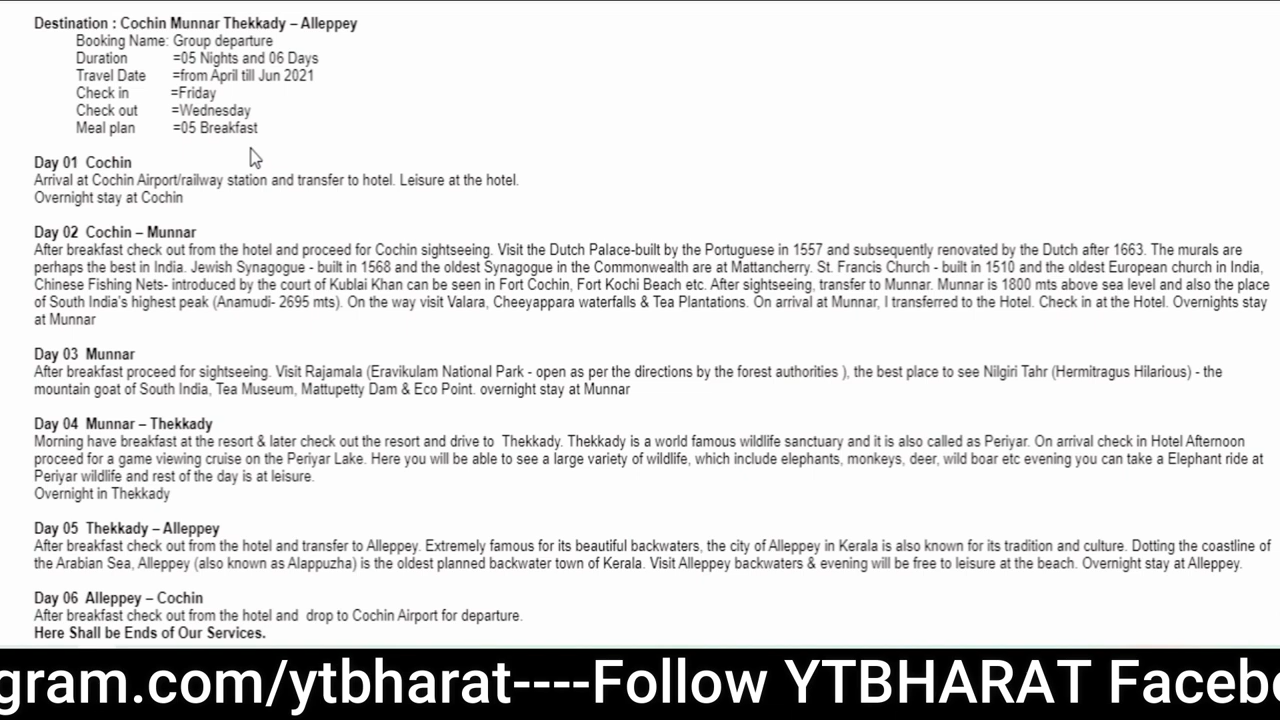 Destination : Cochin Munnar Thekkady – Alleppey
Booking Name: Group departure
Duration =05 Nights and 06 Days
Travel Date =from April till Jun 2021
Check in =Friday
Check out =Wednesday
Meal plan =05 Breakfast
Day 01 Cochin
Arrival at Cochin Airport/railway station and transfer to hotel. Leisure at the hotel.
Overnight stay at Cochin
Day 02 Cochin – Munnar
After breakfast check out from the hotel and proceed for Cochin sightseeing. Visit the Dutch Palace-built by the Portuguese in 1557 and subsequently renovated by the Dutch after 1663. The murals are
perhaps the best in India. Jewish Synagogue - built in 1568 and the oldest Synagogue in the Commonwealth are at Mattancherry. St. Francis Church - built in 1510 and the oldest European church in India,
Chinese Fishing Nets- introduced by the court of Kublai Khan can be seen in Fort Cochin, Fort Kochi Beach etc. After sightseeing, transfer to Munnar. Munnar is 1800 mts above sea level and also the place
of South India's highest peak (Anamudi- 2695 mts). On the way visit Valara, Cheeyappara waterfalls & Tea Plantations. On arrival at Munnar, I transferred to the Hotel. Check in at the Hotel. Overnights stay
at Munnar
Day 03 Munnar
After breakfast proceed for sightseeing. Visit Rajamala (Eravikulam National Park - open as per the directions by the forest authorities ), the best place to see Nilgiri Tahr (Hermitragus Hilarious) - the
mountain goat of South India, Tea Museum, Mattupetty Dam & Eco Point. overnight stay at Munnar
Day 04 Munnar – Thekkady
Morning have breakfast at the resort & later check out the resort and drive to Thekkady. Thekkady is a world famous wildlife sanctuary and it is also called as Periyar. On arrival check in Hotel Afternoon
proceed for a game viewing cruise on the Periyar Lake. Here you will be able to see a large variety of wildlife, which include elephants, monkeys, deer, wild boar etc evening you can take a Elephant ride at
Periyar wildlife and rest of the day is at leisure.
Overnight in Thekkady
Day 05 Thekkady – Alleppey
After breakfast check out from the hotel and transfer to Alleppey. Extremely famous for its beautiful backwaters, the city of Alleppey in Kerala is also known for its tradition and culture. Dotting the coastline of
the Arabian Sea, Alleppey (also known as Alappuzha) is the oldest planned backwater town of Kerala. Visit Alleppey backwaters & evening will be free to leisure at the beach. Overnight stay at Alleppey.
Day 06 Alleppey – Cochin
After breakfast check out from the hotel and drop to Cochin Airport for departure.
Here Shall be Ends of Our Services.
gram.com/ytbharat----Follow YTBHARAT Facebo